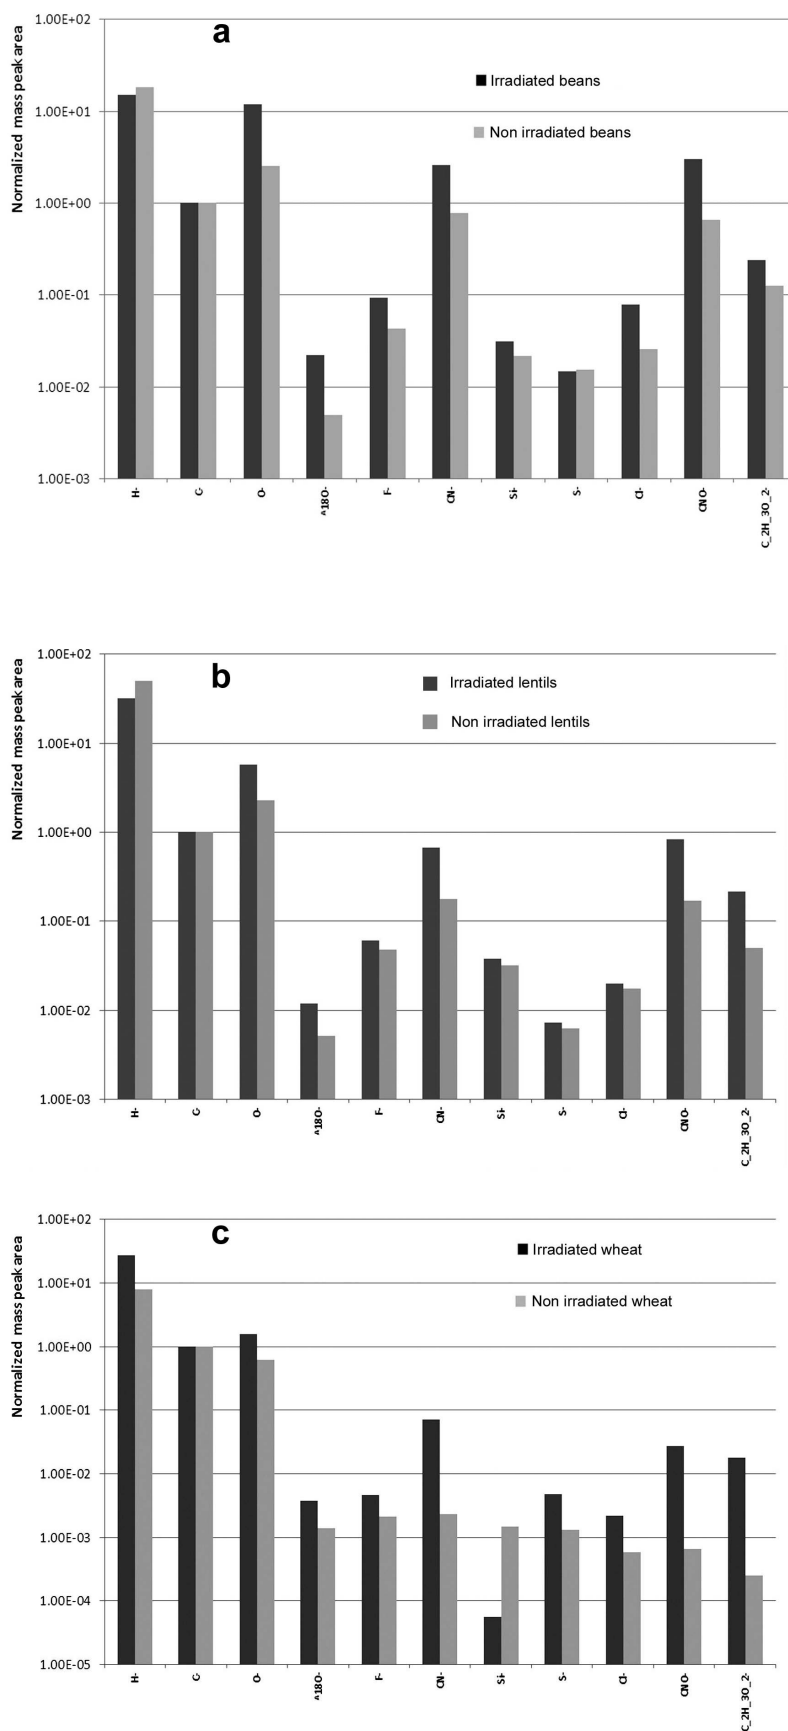 a
Normalized mass peak area
1.00E+02
1.00E+01
1.00E+00
1.00E-01
1.00E-02
1.00E-03
Irradiated beans
Non irradiated beans
H-
C-
O-
^18O-
F-
CN-
Si-
S-
Cl-
CNO-
C_2H_3O_2-
b
Normalized mass peak area
1.00E+02
1.00E+01
1.00E+00
1.00E-01
1.00E-02
1.00E-03
Irradiated lentils
Non irradiated lentils
H-
C-
O-
^18O-
F-
CN-
Si-
S-
Cl-
CNO-
C_2H_3O_2-
c
Normalized mass peak area
1.00E+02
1.00E+01
1.00E+00
1.00E-01
1.00E-02
1.00E-03
1.00E-04
1.00E-05
Irradiated wheat
Non irradiated wheat
H-
C-
O-
^18O-
F-
CN-
Si-
S-
Cl-
CNO-
C_2H_3O_2-